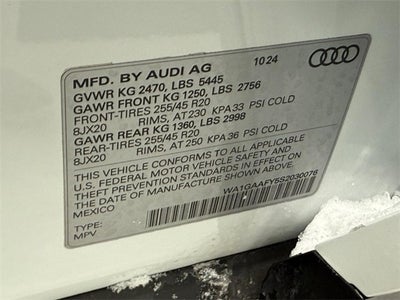 MFD. BY AUDI AG 10 24
GVWR KG 2470, LBS 5445
GAWR FRONT KG 1250, LBS 2756
FRONT-TIRES 255/45 R20
8JX20 RIMS, AT 230 KPA33 PSI COLD
GAWR REAR KG 1360, LBS 2998
REAR-TIRES 255/45 R20
8JX20 RIMS, AT 250 KPA 36 PSI COLD
THIS VEHICLE CONFORMS TO ALL APPLICABLE
U.S. FEDERAL MOTOR VEHICLE SAFETY AND
THEFT PREVENTION STANDARDS IN EFFECT ON
THE DATE OF MANUFACTURE SHOWN ABOVE.
MEXICO
WA1GAAFY5S2030076
TYPE:
MPV